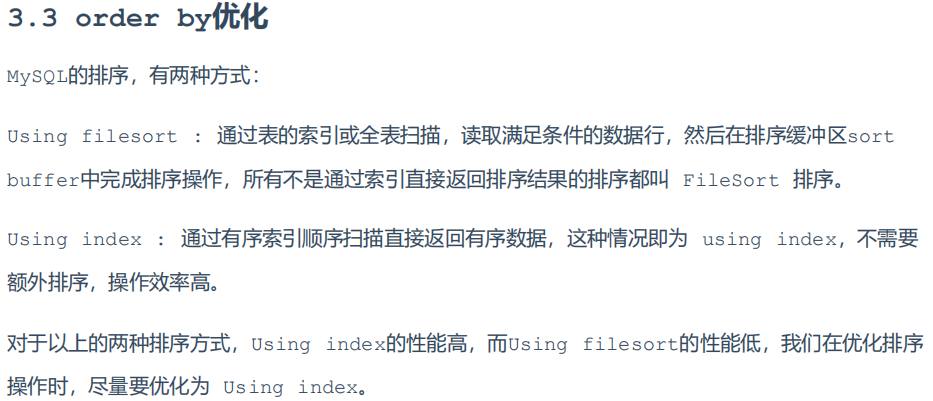 3.3 order by优化
MySQL的排序，有两种方式：
Using filesort : 通过表的索引或全表扫描，读取满足条件的数据行，然后在排序缓冲区sort
buffer中完成排序操作，所有不是通过索引直接返回排序结果的排序都叫 FileSort 排序。
Using index : 通过有序索引顺序扫描直接返回有序数据，这种情况即为 using index，不需要
额外排序，操作效率高。
对于以上的两种排序方式，Using index的性能高，而Using filesort的性能低，我们在优化排序
操作时，尽量要优化为 Using index。